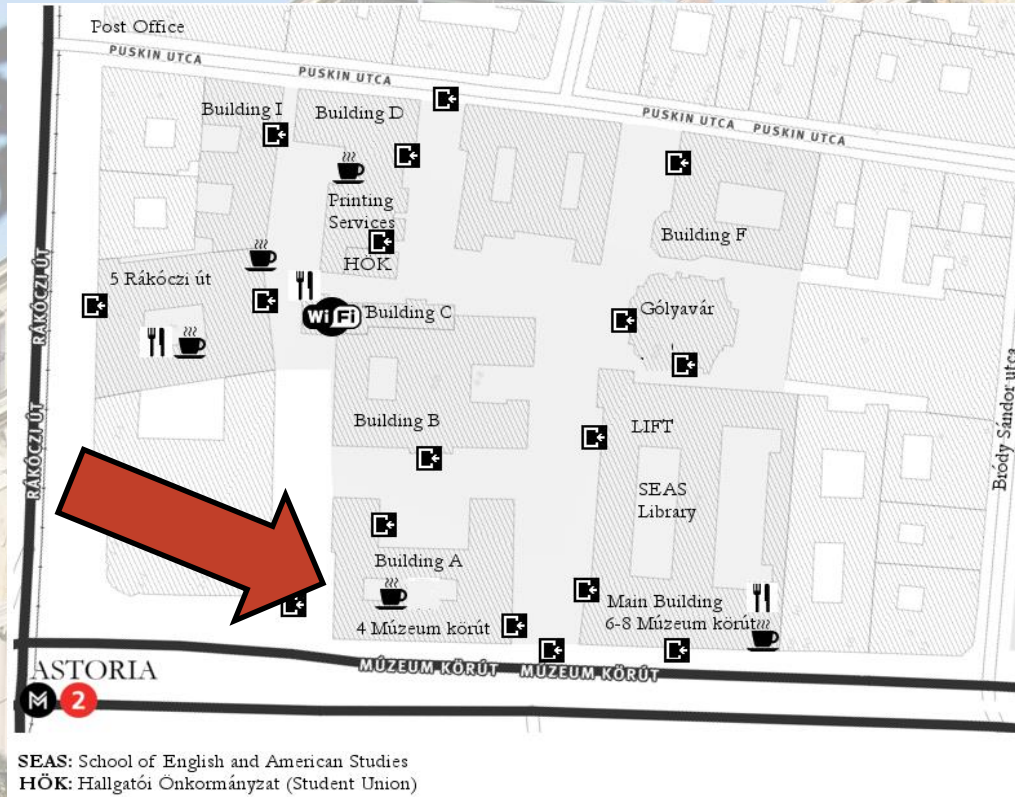 Post Office
PUSKIN UTCA
PUSKIN UTCA
PUSKIN UTCA PUSKIN UTCA
Building I
Building D
Printing
Services
HÖK
Building F
5 Rákóczi út
WiFi
Building C
Gólyavár
RÁKÓCZI ÚT
RÁKÓCZI ÚT
Building B
LIFT
SEAS
Library
Bródy Sándor utca
Building A
4 Múzeum körút
Main Building
6-8 Múzeum körút
MÚZEUM KÖRÚT MÚZEUM KÖRÚT
ASTORIA
M 2
SEAS: School of English and American Studies
HÖK: Hallgatói Önkormányzat (Student Union)